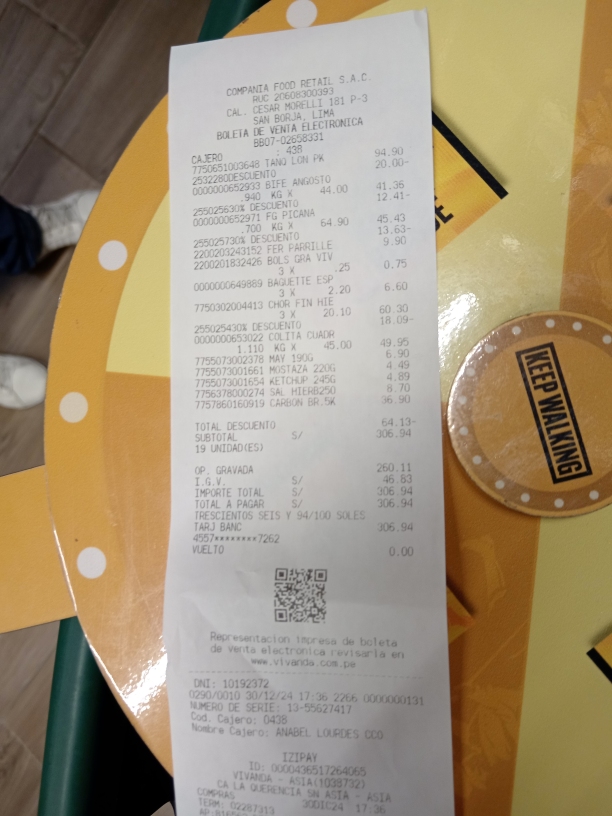 COMPANIA FOOD RETAIL S.A.C.
RUC 20608300393
CAL. CESAR MORELLI 181 P-3
SAN BORJA, LIMA
BOLETA DE VENTA ELECTRONICA
BB07-02658331
CAJERO : 438
7750651003648 TANQ LON PK 94.90
2532280DESCUENTO 20.00-
0000000652933 BIFE ANGOSTO
.940 KG X 44.00 41.36
255025630% DESCUENTO 12.41-
0000000652971 FG PICANA
.700 KG X 64.90 45.43
255025730% DESCUENTO 13.63-
2200203243152 FER PARRILLE 9.90
2200201832426 BOLS GRA VIV
3 X .25 0.75
0000000649889 BAGUETTE ESP
3 X 2.20 6.60
7750302004413 CHOR FIN HIE
3 X 20.10 60.30
255025430% DESCUENTO 18.09-
0000000653022 COLITA CUADR
1.110 KG X 45.00 49.95
7755073002378 MAY 190G 6.90
7755073001661 MOSTAZA 220G 4.49
7755073001654 KETCHUP 245G 4.89
7756378000274 SAL HIERB250 8.70
7757860160919 CARBON BR.5K 36.90
TOTAL DESCUENTO 64.13-
SUBTOTAL S/ 306.94
19 UNIDAD(ES)
OP. GRAVADA 260.11
I.G.V. S/ 46.83
IMPORTE TOTAL S/ 306.94
TOTAL A PAGAR S/ 306.94
TRESCIENTOS SEIS Y 94/100 SOLES
TARJ BANC 306.94
4557********7262
VUELTO 0.00
Representacion impresa de boleta
de venta electronica revisarla en
www.vivanda.com.pe
DNI: 10192372
0290/0010 30/12/24 17:36 2266 0000000131
NUMERO DE SERIE: 13-55627417
Cod. Cajero: 0438
Nombre Cajero: ANABEL LOURDES CCO
IZIPAY
ID: 0000436517264065
VIVANDA - ASIA(1038732)
CA LA QUERENCIA SN ASIA - ASIA
COMPRAS 30DIC24 17:36
TERM: 02287313
KEEP WALKING